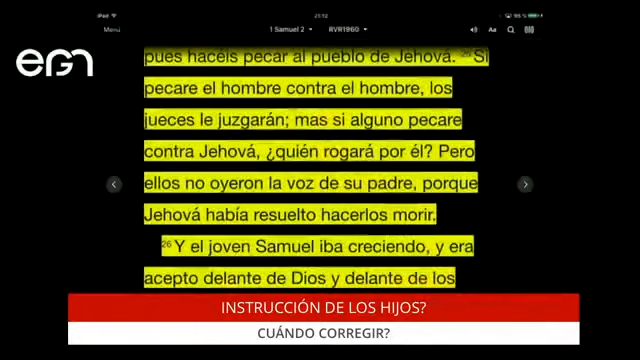 iPad
21:12
95 %
Menú
1 Samuel 2
RVR1960
Aa
egn
pues hacéis pecar al pueblo de Jehová. 25 Si
pecare el hombre contra el hombre, los
jueces le juzgarán; mas si alguno pecare
contra Jehová, ¿quién rogará por él? Pero
ellos no oyeron la voz de su padre, porque
Jehová había resuelto hacerlos morir.
26 Y el joven Samuel iba creciendo, y era
acepto delante de Dios y delante de los
INSTRUCCIÓN DE LOS HIJOS?
CUÁNDO CORREGIR?